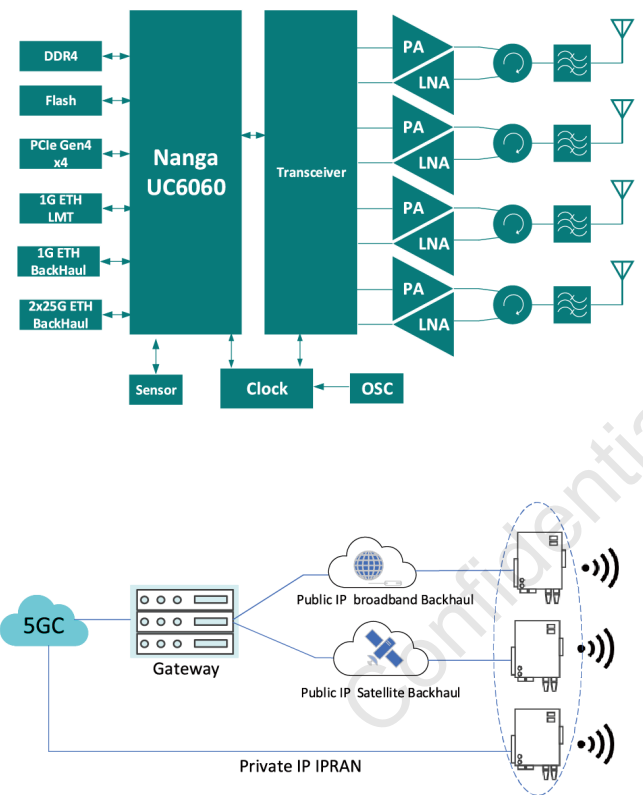 DDR4
Flash
PCIe Gen4
x4
1G ETH
LMT
1G ETH
BackHaul
2x25G ETH
BackHaul
Nanga
UC6060
Transceiver
PA
LNA
PA
LNA
PA
LNA
PA
LNA
Sensor
Clock
OSC
5GC
Gateway
Public IP broadband Backhaul
Public IP Satellite Backhaul
Private IP IPRAN
Confidentia